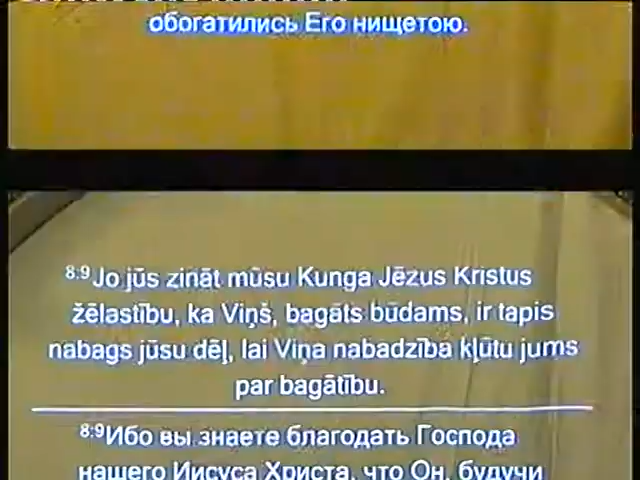 обогатились Его нищетою.
8:9Jo jūs zināt mūsu Kunga Jēzus Kristus
žēlastību, ka Viņš, bagāts būdams, ir tapis
nabags jūsu dēļ, lai Viņa nabadzība kļūtu jums
par bagātību.
8:9Ибо вы знаете благодать Господа
нашего Иисуса Христа, что Он, будучи